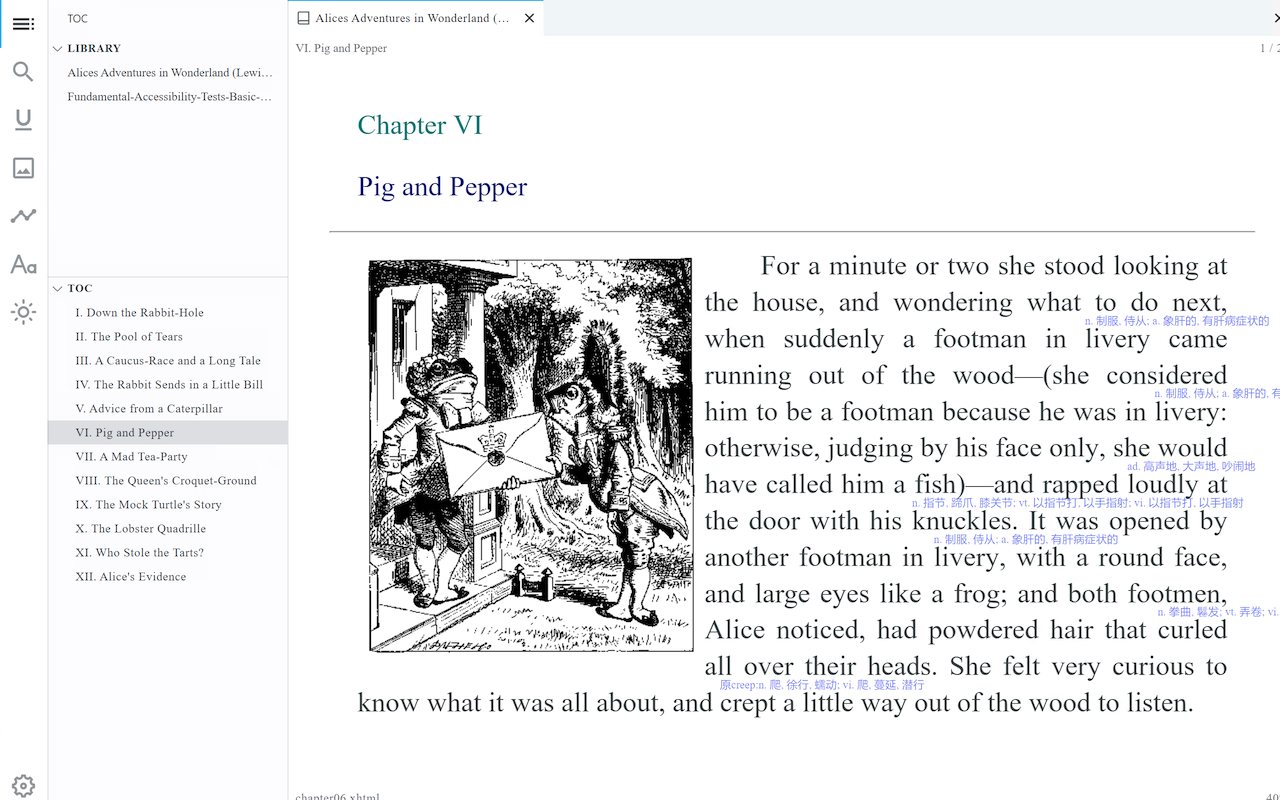 TOC
LIBRARY
Alices Adventures in Wonderland (Lewi…
Fundamental-Accessibility-Tests-Basic-…
TOC
I. Down the Rabbit-Hole
II. The Pool of Tears
III. A Caucus-Race and a Long Tale
IV. The Rabbit Sends in a Little Bill
V. Advice from a Caterpillar
VI. Pig and Pepper
VII. A Mad Tea-Party
VIII. The Queen's Croquet-Ground
IX. The Mock Turtle's Story
X. The Lobster Quadrille
XI. Who Stole the Tarts?
XII. Alice's Evidence
Alices Adventures in Wonderland (…
VI. Pig and Pepper
1 / 2
Chapter VI
Pig and Pepper
For a minute or two she stood looking at
the house, and wondering what to do next,
n. 制服, 侍从; a. 象肝的, 有肝病症状的
when suddenly a footman in livery came
running out of the wood—(she considered
n. 制服, 侍从; a. 象肝的, 有
him to be a footman because he was in livery:
otherwise, judging by his face only, she would
ad. 高声地, 大声地, 吵闹地
have called him a fish)—and rapped loudly at
n. 指节, 蹄爪, 膝关节; vt. 以指节打, 以手指射; vi. 以指节打, 以手指射
the door with his knuckles. It was opened by
n. 制服, 侍从; a. 象肝的, 有肝病症状的
another footman in livery, with a round face,
and large eyes like a frog; and both footmen,
n. 拳曲, 鬈发; vt. 弄卷; vi.
Alice noticed, had powdered hair that curled
all over their heads. She felt very curious to
原creep:n. 爬, 徐行, 蠕动; vi. 爬, 蔓延, 潜行
know what it was all about, and crept a little way out of the wood to listen.
chapter06.xhtml
40